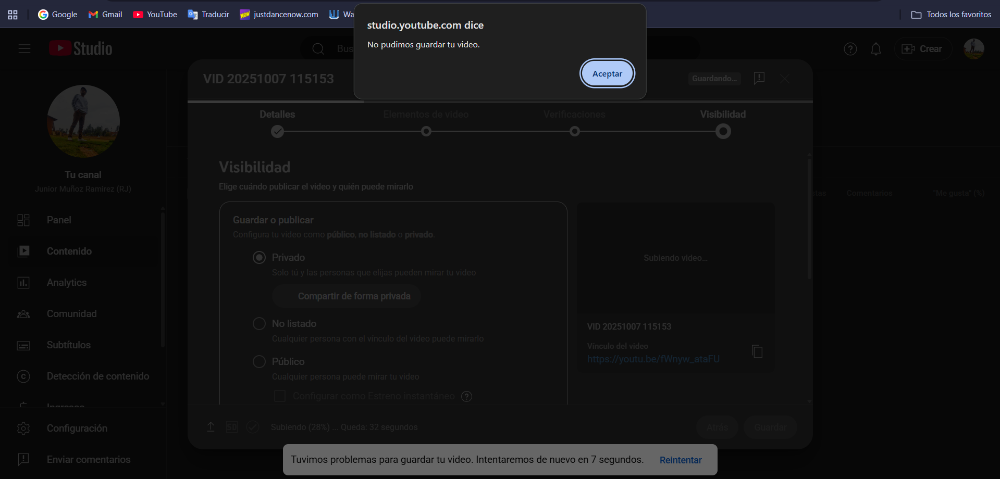 Google
Gmail
YouTube
Traducir
NOW
justdancenow.com
Todos los favoritos
studio.youtube.com dice
No pudimos guardar tu video.
Aceptar
Studio
Crear
VID 20251007 115153
Guardando...
Detalles
Elementos de video
Verificaciones
Visibilidad
Tu canal
Junior Muñoz Ramirez (RJ)
Panel
Contenido
Analytics
Comunidad
Subtítulos
Detección de contenido
Ingresos
Configuración
Enviar comentarios
Visibilidad
Elige cuándo publicar el video y quién puede mirarlo
Guardar o publicar
Configura tu video como público, no listado o privado.
Privado
Solo tú y las personas que elijas pueden mirar tu video
Compartir de forma privada
No listado
Cualquier persona con el vínculo del video puede mirarlo
Público
Cualquier persona puede mirar tu video
Configurar como Estreno instantáneo
Subiendo video...
VID 20251007 115153
Vínculo del video
https://youtu.be/fWnyw_ataFU
Comentarios
"Me gusta" (%)
SD
Subiendo (28%) ... Queda: 32 segundos
Atrás
Guardar
Tuvimos problemas para guardar tu video. Intentaremos de nuevo en 7 segundos.
Reintentar